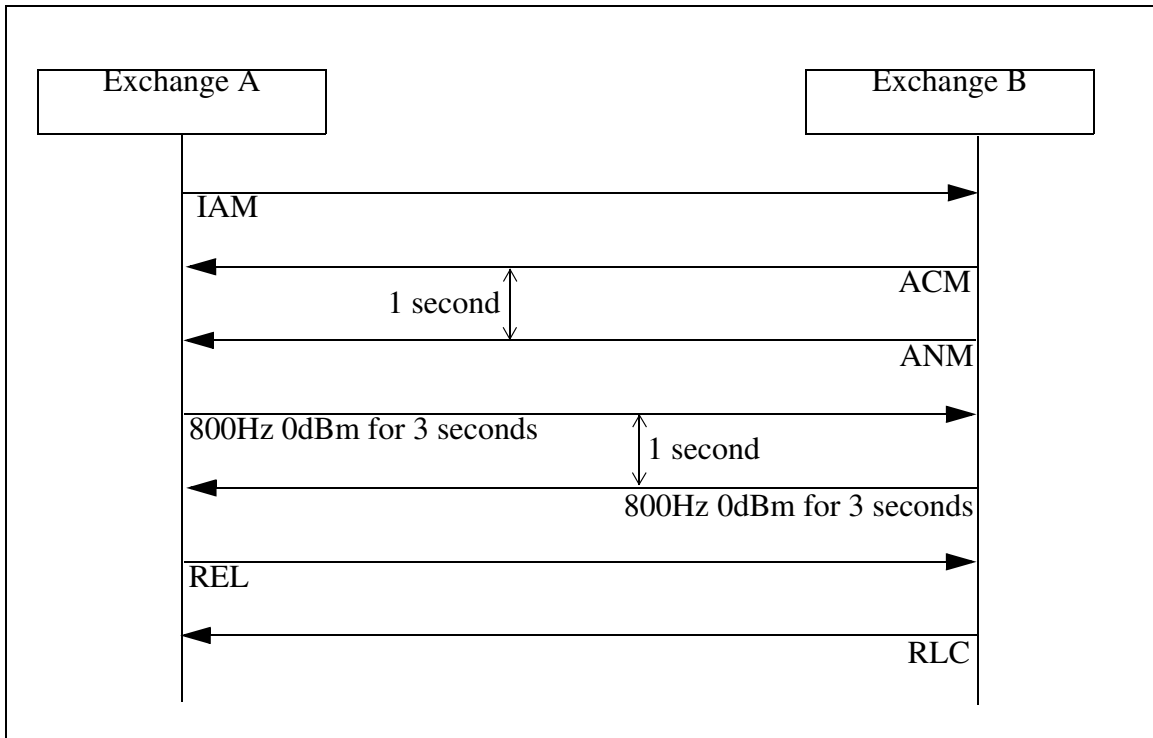 Exchange A
Exchange B
IAM
ACM
1 second
ANM
800Hz 0dBm for 3 seconds
1 second
800Hz 0dBm for 3 seconds
REL
RLC